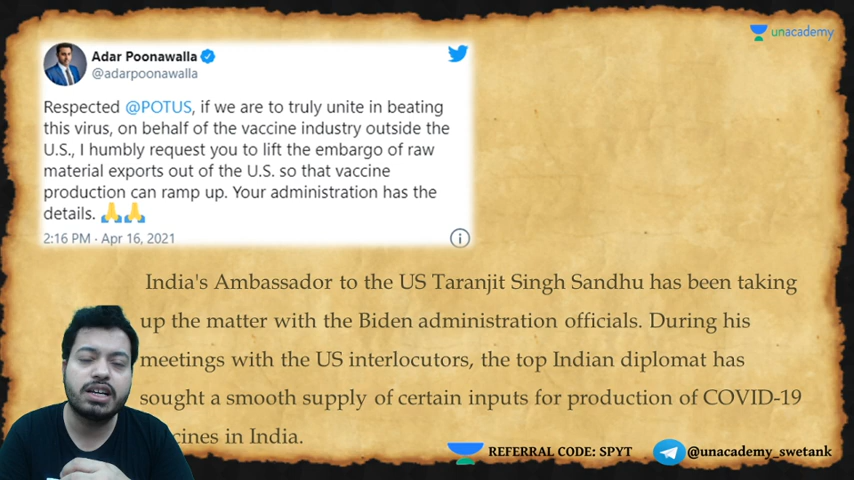 unacademy
Adar Poonawalla
@adarpoonawalla
Respected @POTUS, if we are to truly unite in beating
this virus, on behalf of the vaccine industry outside the
U.S., I humbly request you to lift the embargo of raw
material exports out of the U.S. so that vaccine
production can ramp up. Your administration has the
details. 🙏🙏
2:16 PM · Apr 16, 2021
India's Ambassador to the US Taranjit Singh Sandhu has been taking
up the matter with the Biden administration officials. During his
meetings with the US interlocutors, the top Indian diplomat has
sought a smooth supply of certain inputs for production of COVID-19
in India.
REFERRAL CODE: SPYT
@unacademy_swetank